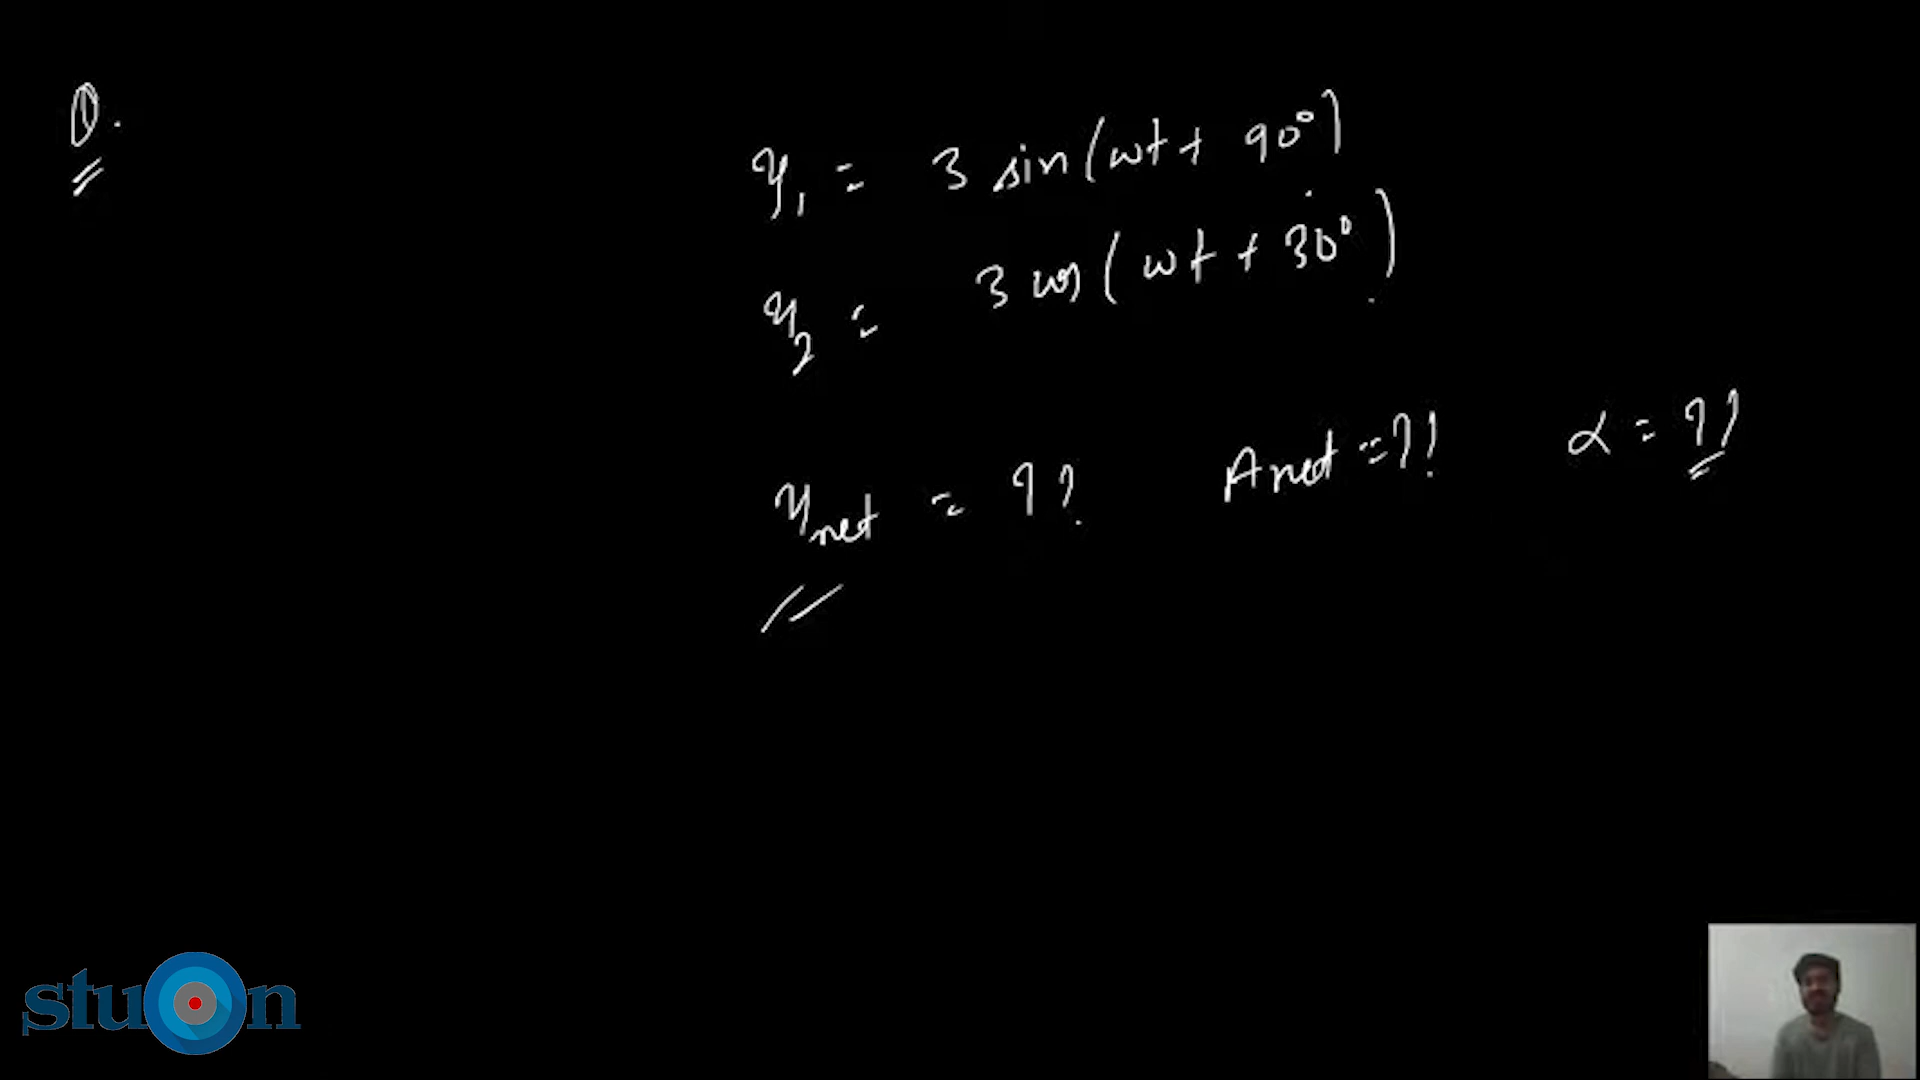 Q.
y₁ = 3 sin(ωt + 90°)
y₂ = 3 cos(ωt + 30°)
yₙₑₜ = ?? Anet = ?? α = ??
stuon